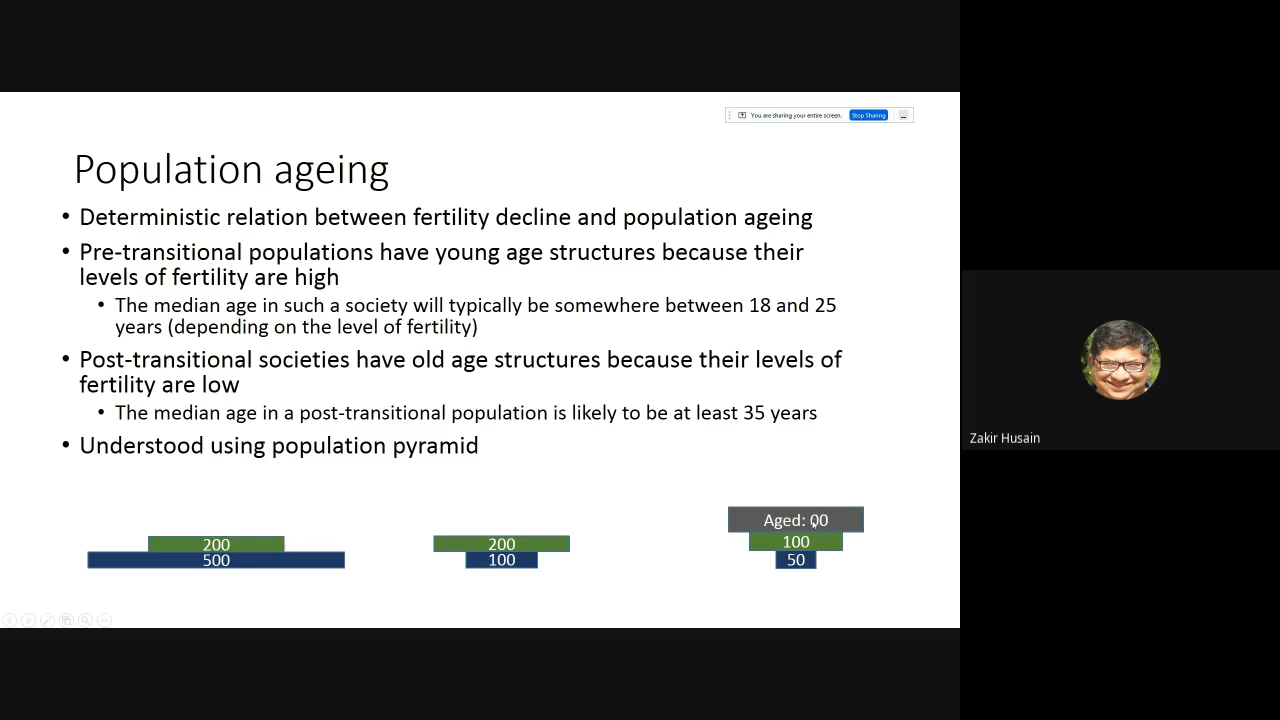 You are sharing your entire screen.
Stop Sharing
Population ageing
• Deterministic relation between fertility decline and population ageing
• Pre-transitional populations have young age structures because their
levels of fertility are high
• The median age in such a society will typically be somewhere between 18 and 25
years (depending on the level of fertility)
• Post-transitional societies have old age structures because their levels of
fertility are low
• The median age in a post-transitional population is likely to be at least 35 years
• Understood using population pyramid
200
500
200
100
Aged: 00
100
50
Zakir Husain